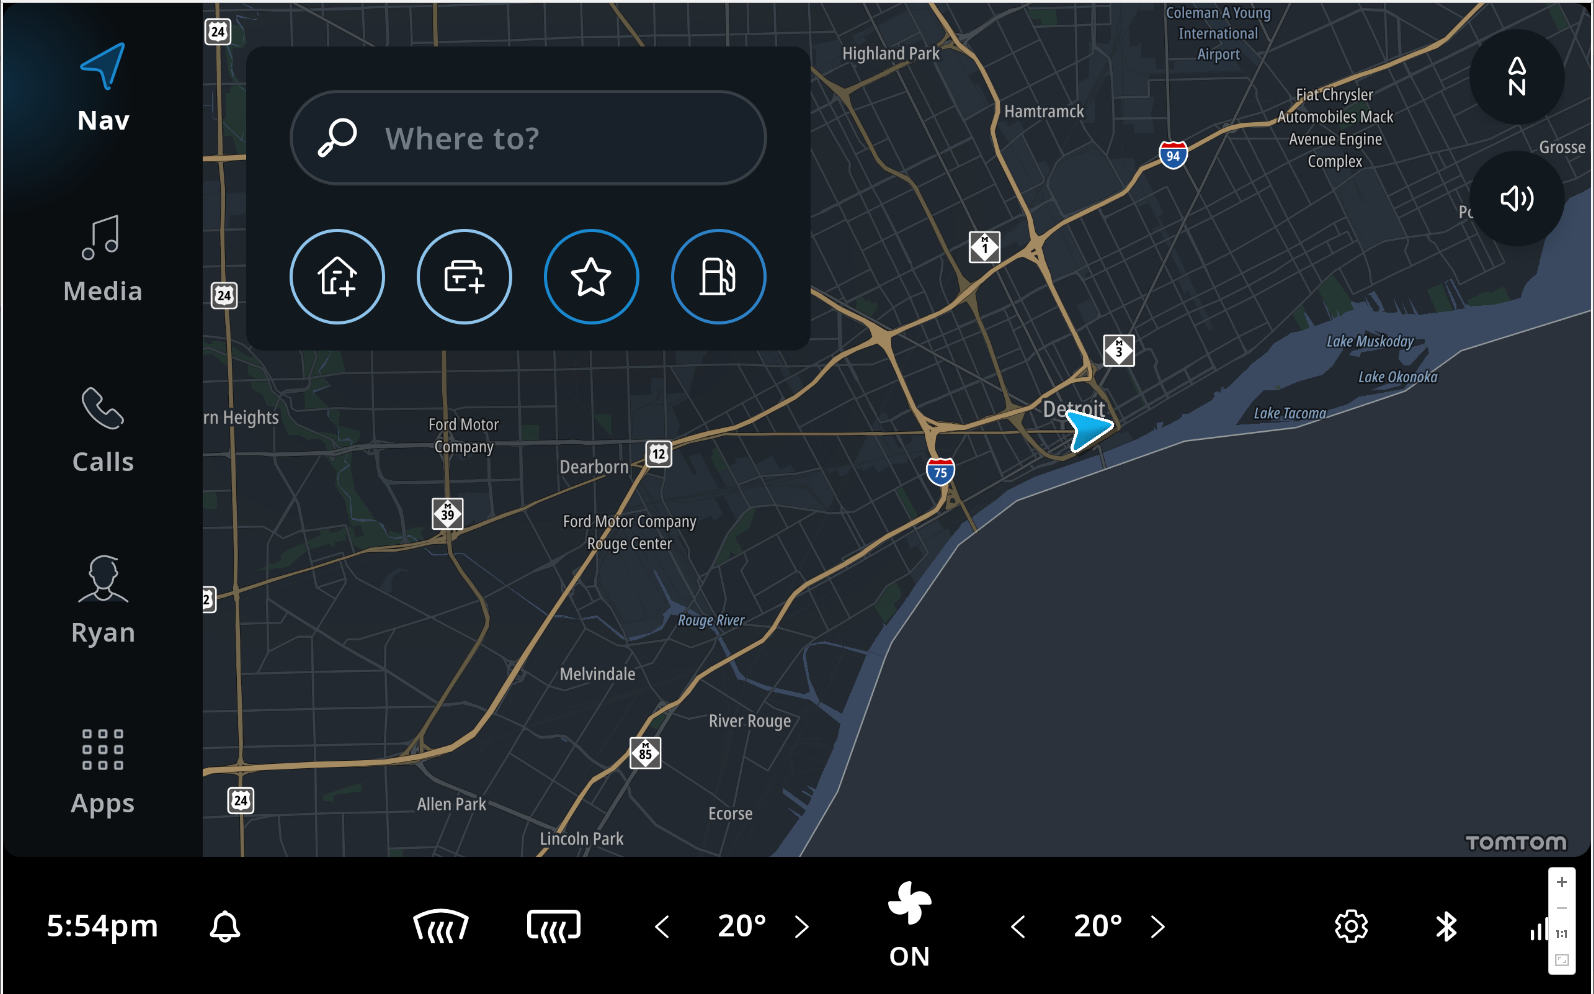 Nav
Media
Calls
Ryan
Apps
Where to?
24
24
24
2
39
12
85
75
94
M
1
M
3
M
M
Highland Park
Hamtramck
Coleman A Young
International
Airport
Fiat Chrysler
Automobiles Mack
Avenue Engine
Complex
Grosse
Po
N
Lake Muskoday
Lake Okonoka
Lake Tacoma
Detroit
rn Heights
Ford Motor
Company
Dearborn
Ford Motor Company
Rouge Center
Rouge River
Melvindale
River Rouge
Allen Park
Ecorse
Lincoln Park
TOMTOM
5:54pm
20°
ON
20°
1:1